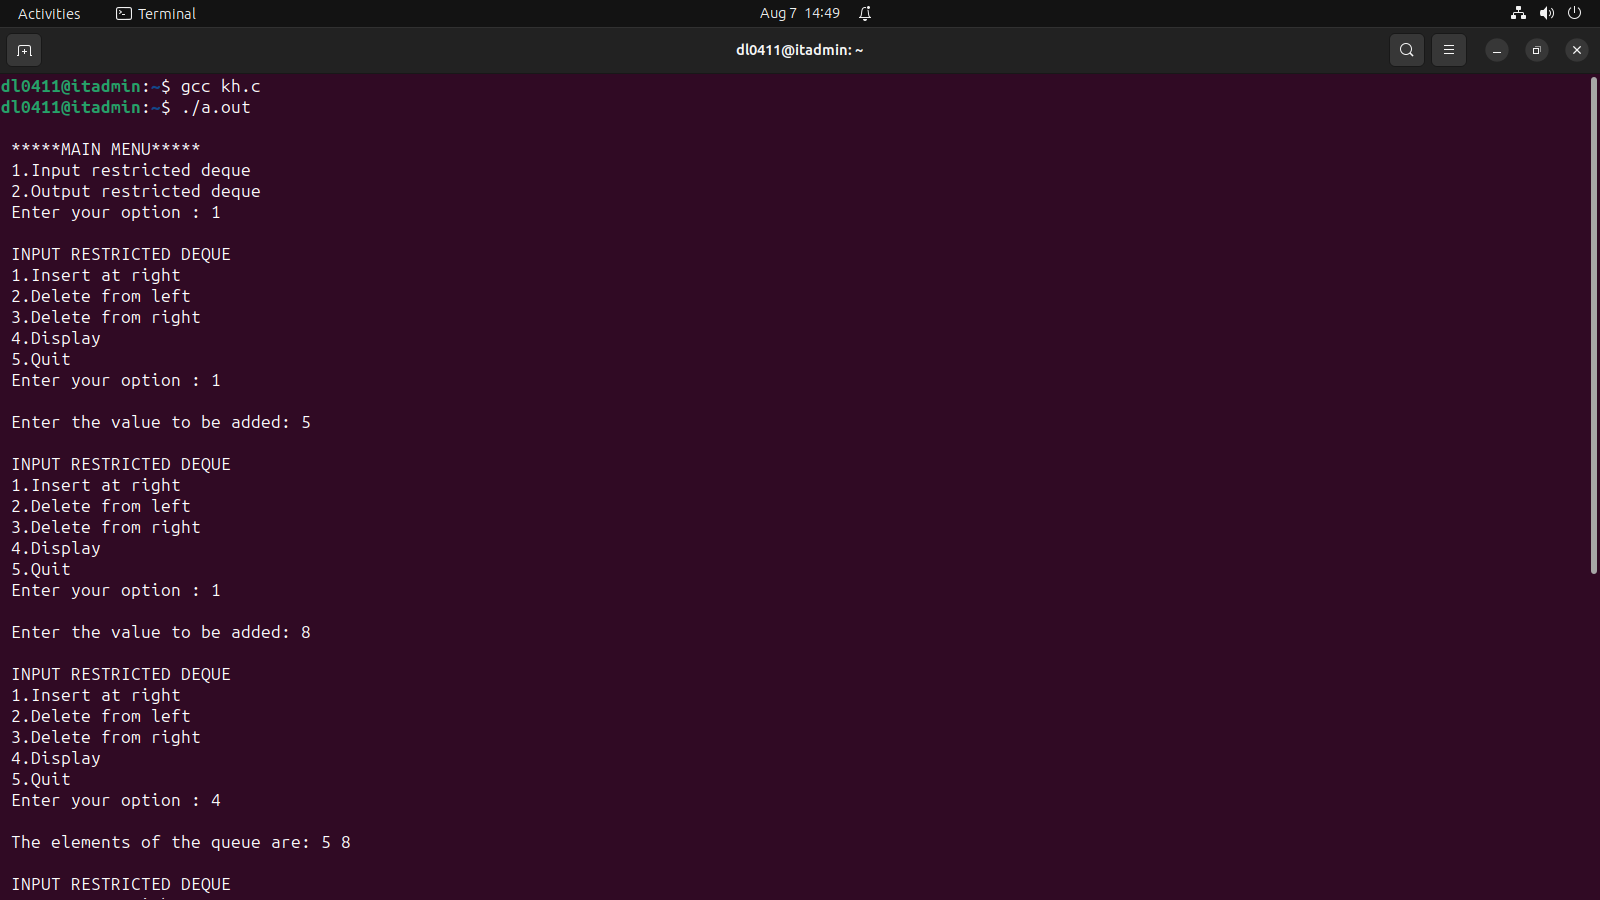 Activities Terminal Aug 7 14:49
dl0411@itadmin: ~
dl0411@itadmin:~$ gcc kh.c
dl0411@itadmin:~$ ./a.out
*****MAIN MENU*****
1.Input restricted deque
2.Output restricted deque
Enter your option : 1
INPUT RESTRICTED DEQUE
1.Insert at right
2.Delete from left
3.Delete from right
4.Display
5.Quit
Enter your option : 1
Enter the value to be added: 5
INPUT RESTRICTED DEQUE
1.Insert at right
2.Delete from left
3.Delete from right
4.Display
5.Quit
Enter your option : 1
Enter the value to be added: 8
INPUT RESTRICTED DEQUE
1.Insert at right
2.Delete from left
3.Delete from right
4.Display
5.Quit
Enter your option : 4
The elements of the queue are: 5 8
INPUT RESTRICTED DEQUE